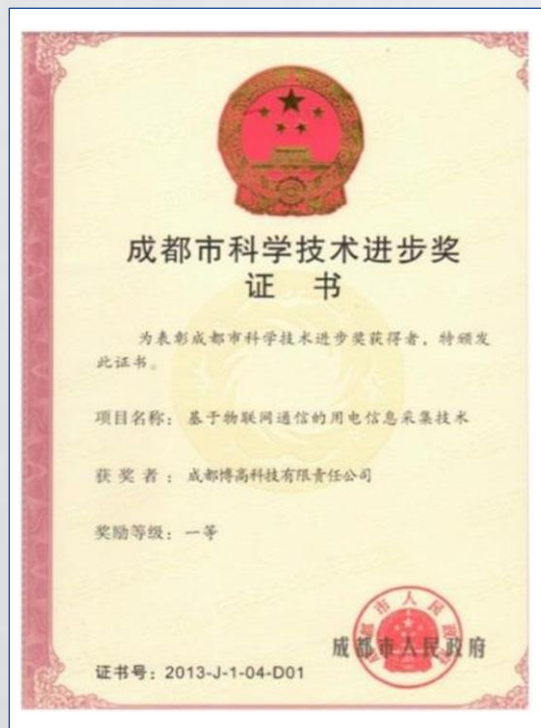 成都市科学技术进步奖
证 书
为表彰成都市科学技术进步奖获得者，特颁发
此证书。
项目名称：基于物联网通信的用电信息采集技术
获 奖 者：成都博高科技有限责任公司
奖励等级：一等
成都市人民政府
证书号：2013-J-1-04-D01